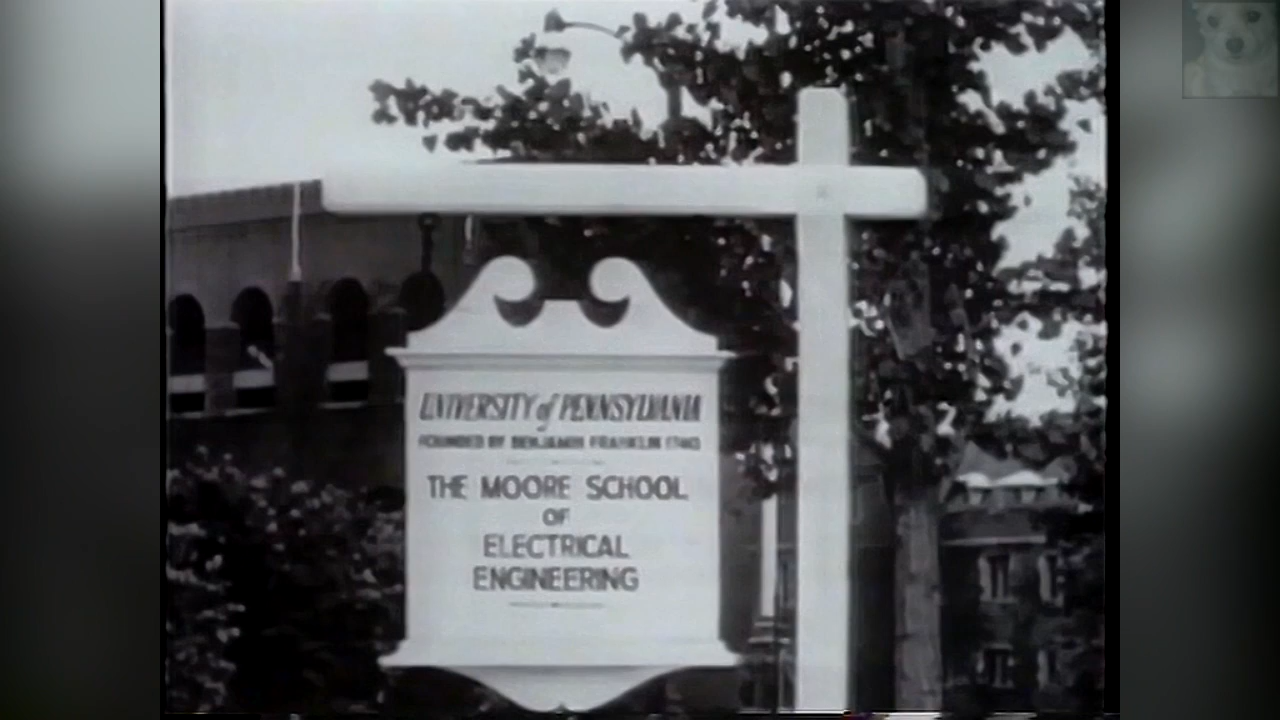 UNIVERSITY of PENNSYLVANIA
FOUNDED BY BENJAMIN FRANKLIN 1740
THE MOORE SCHOOL
OF
ELECTRICAL
ENGINEERING